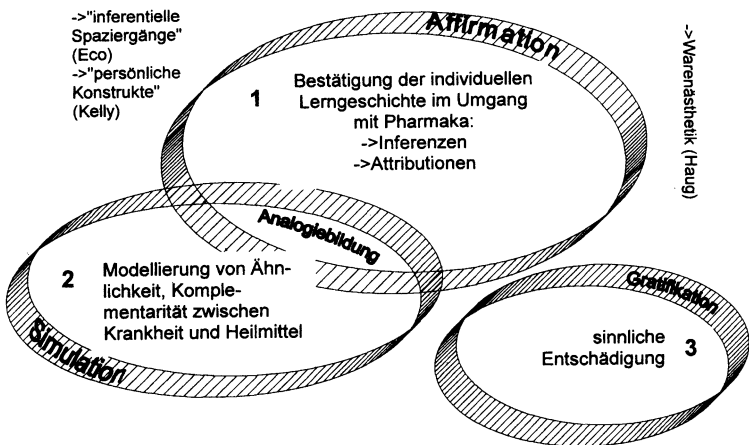 ->"inferentielle
Spaziergänge"
(Eco)
->"persönliche
Konstrukte"
(Kelly)
Affirmation
1 Bestätigung der individuellen
Lerngeschichte im Umgang
mit Pharmaka:
->Inferenzen
->Attributionen
->Warenästhetik (Haug)
Analogiebildung
2 Modellierung von Ähn-
lichkeit, Komple-
mentarität zwischen
Krankheit und Heilmittel
Simulation
Gratifikation
sinnliche
Entschädigung 3